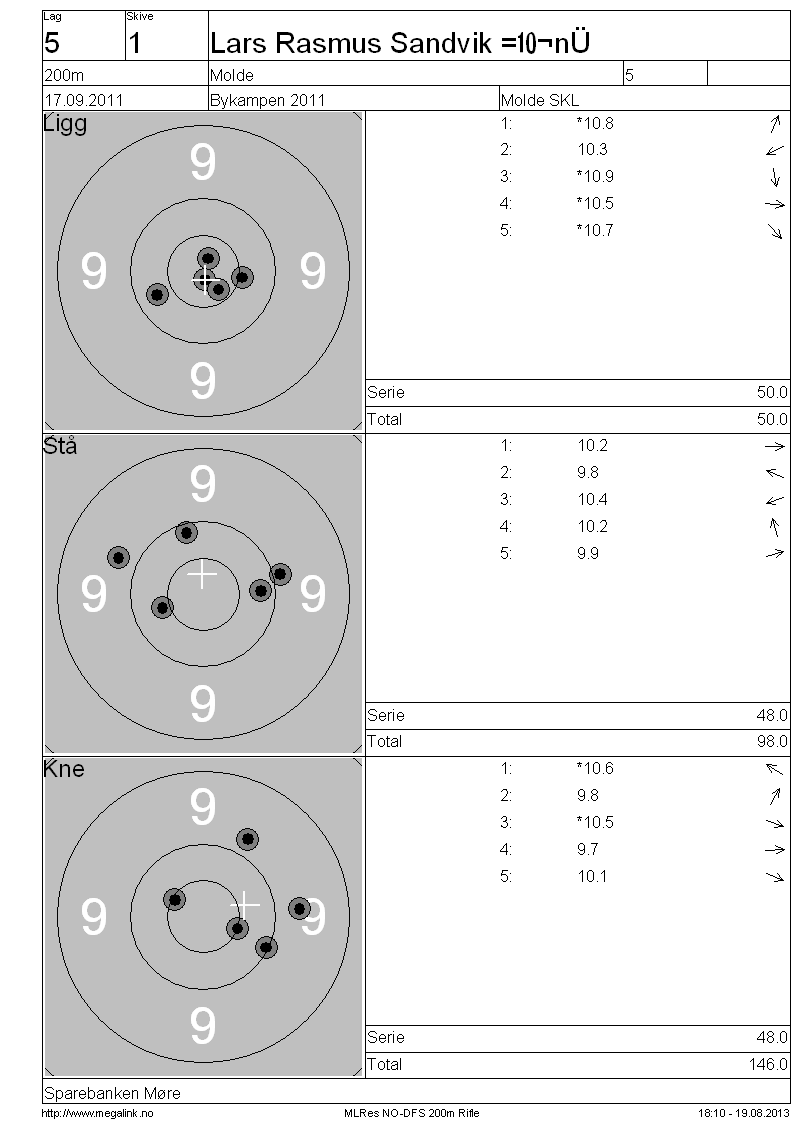 Lag Skive
5 1 Lars Rasmus Sandvik =10¬nÜ
200m Molde 5
17.09.2011 Bykampen 2011 Molde SKL
Ligg
9
9 9
9
1: *10.8
2: 10.3
3: *10.9
4: *10.5
5: *10.7
Serie 50.0
Total 50.0
Stå
9
9 9
9
1: 10.2
2: 9.8
3: 10.4
4: 10.2
5: 9.9
Serie 48.0
Total 98.0
Kne
9
9 9
9
1: *10.6
2: 9.8
3: *10.5
4: 9.7
5: 10.1
Serie 48.0
Total 146.0
Sparebanken Møre
http://www.megalink.no MLRes NO-DFS 200m Rifle 18:10 - 19.08.2013